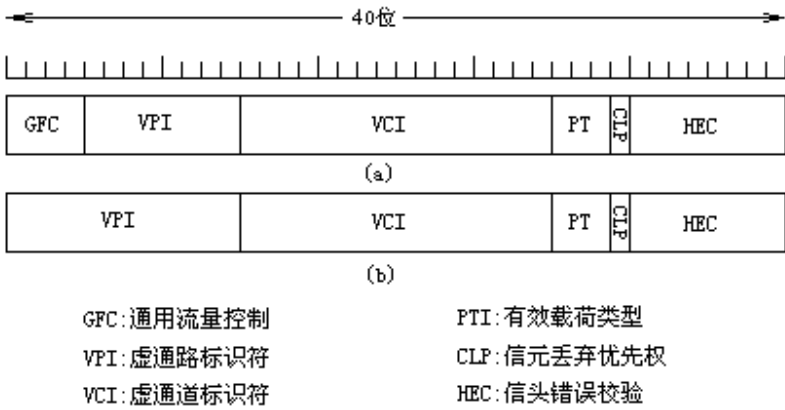 40位
GFC VPI VCI PT CLP HEC
(a)
VPI VCI PT CLP HEC
(b)
GFC:通用流量控制 PTI:有效载荷类型
VPI:虚通路标识符 CLP:信元丢弃优先权
VCI:虚通道标识符 HEC:信头错误校验